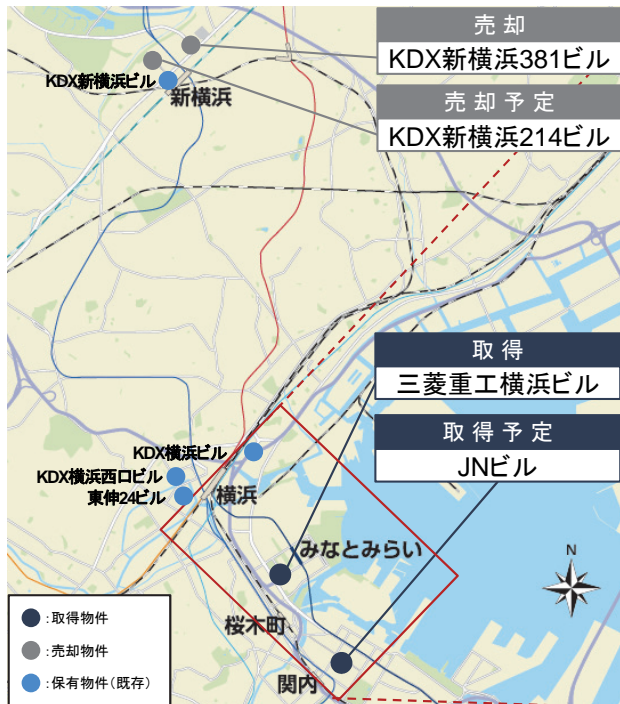 売却
KDX新横浜381ビル
売却予定
KDX新横浜214ビル
KDX新横浜ビル
新横浜
取得
三菱重工横浜ビル
取得予定
JNビル
KDX横浜ビル
KDX横浜西口ビル
東伸24ビル
横浜
みなとみらい
N
桜木町
関内
:取得物件
:売却物件
:保有物件(既存)